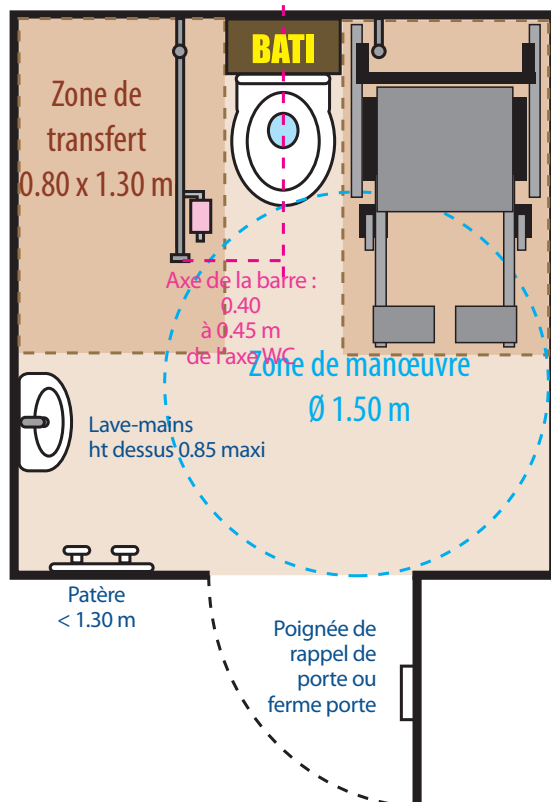 BATI
Zone de
transfert
0.80 x 1.30 m
Axe de la barre :
0.40
à 0.45 m
de l'axe WC
Zone de manœuvre
Ø 1.50 m
Lave-mains
ht dessus 0.85 maxi
Patère
< 1.30 m
Poignée de
rappel de
porte ou
ferme porte